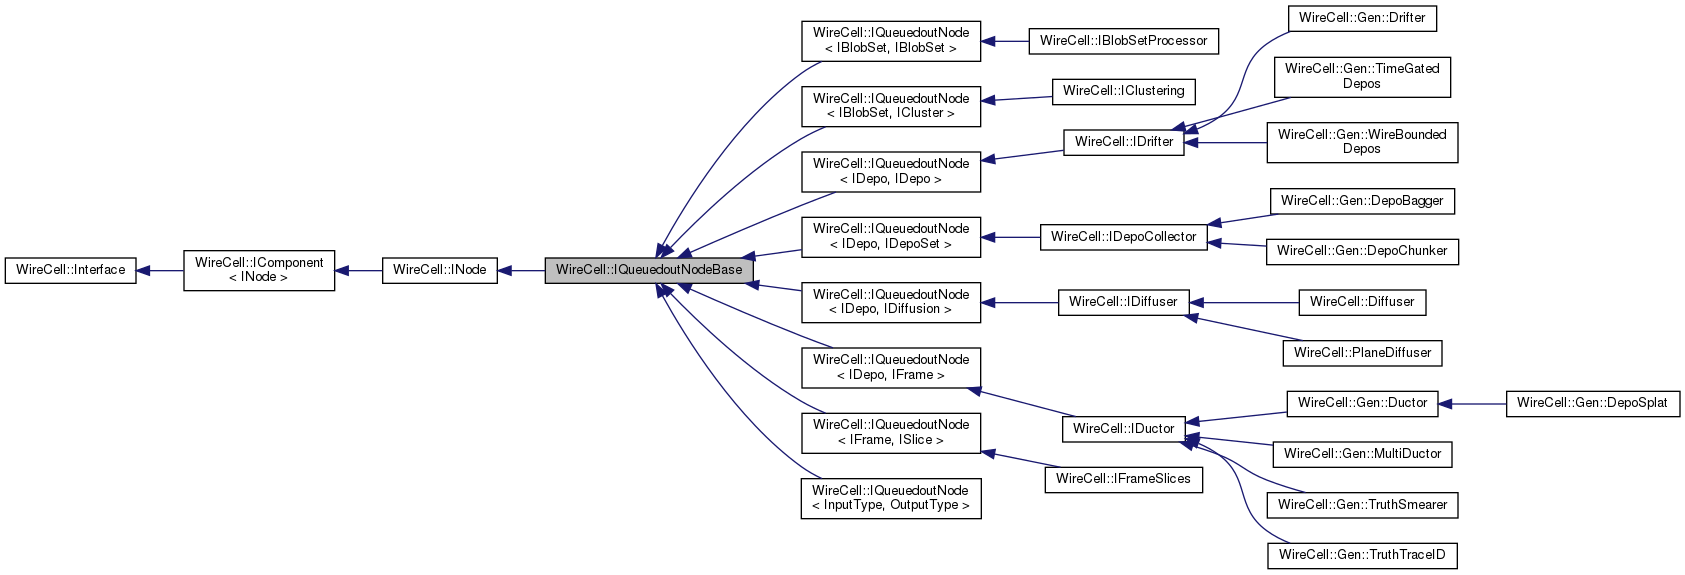 WireCell::Interface
WireCell::IComponent
< INode >
WireCell::INode
WireCell::IQueuedoutNodeBase
WireCell::IQueuedoutNode
< IBlobSet, IBlobSet >
WireCell::IQueuedoutNode
< IBlobSet, ICluster >
WireCell::IQueuedoutNode
< IDepo, IDepo >
WireCell::IQueuedoutNode
< IDepo, IDepoSet >
WireCell::IQueuedoutNode
< IDepo, IDiffusion >
WireCell::IQueuedoutNode
< IDepo, IFrame >
WireCell::IQueuedoutNode
< IFrame, ISlice >
WireCell::IQueuedoutNode
< InputType, OutputType >
WireCell::IBlobSetProcessor
WireCell::IClustering
WireCell::IDrifter
WireCell::IDepoCollector
WireCell::IDiffuser
WireCell::IDuctor
WireCell::IFrameSlices
WireCell::Gen::Drifter
WireCell::Gen::TimeGated
Depos
WireCell::Gen::WireBounded
Depos
WireCell::Gen::DepoBagger
WireCell::Gen::DepoChunker
WireCell::Diffuser
WireCell::PlaneDiffuser
WireCell::Gen::Ductor
WireCell::Gen::MultiDuctor
WireCell::Gen::TruthSmearer
WireCell::Gen::TruthTraceID
WireCell::Gen::DepoSplat